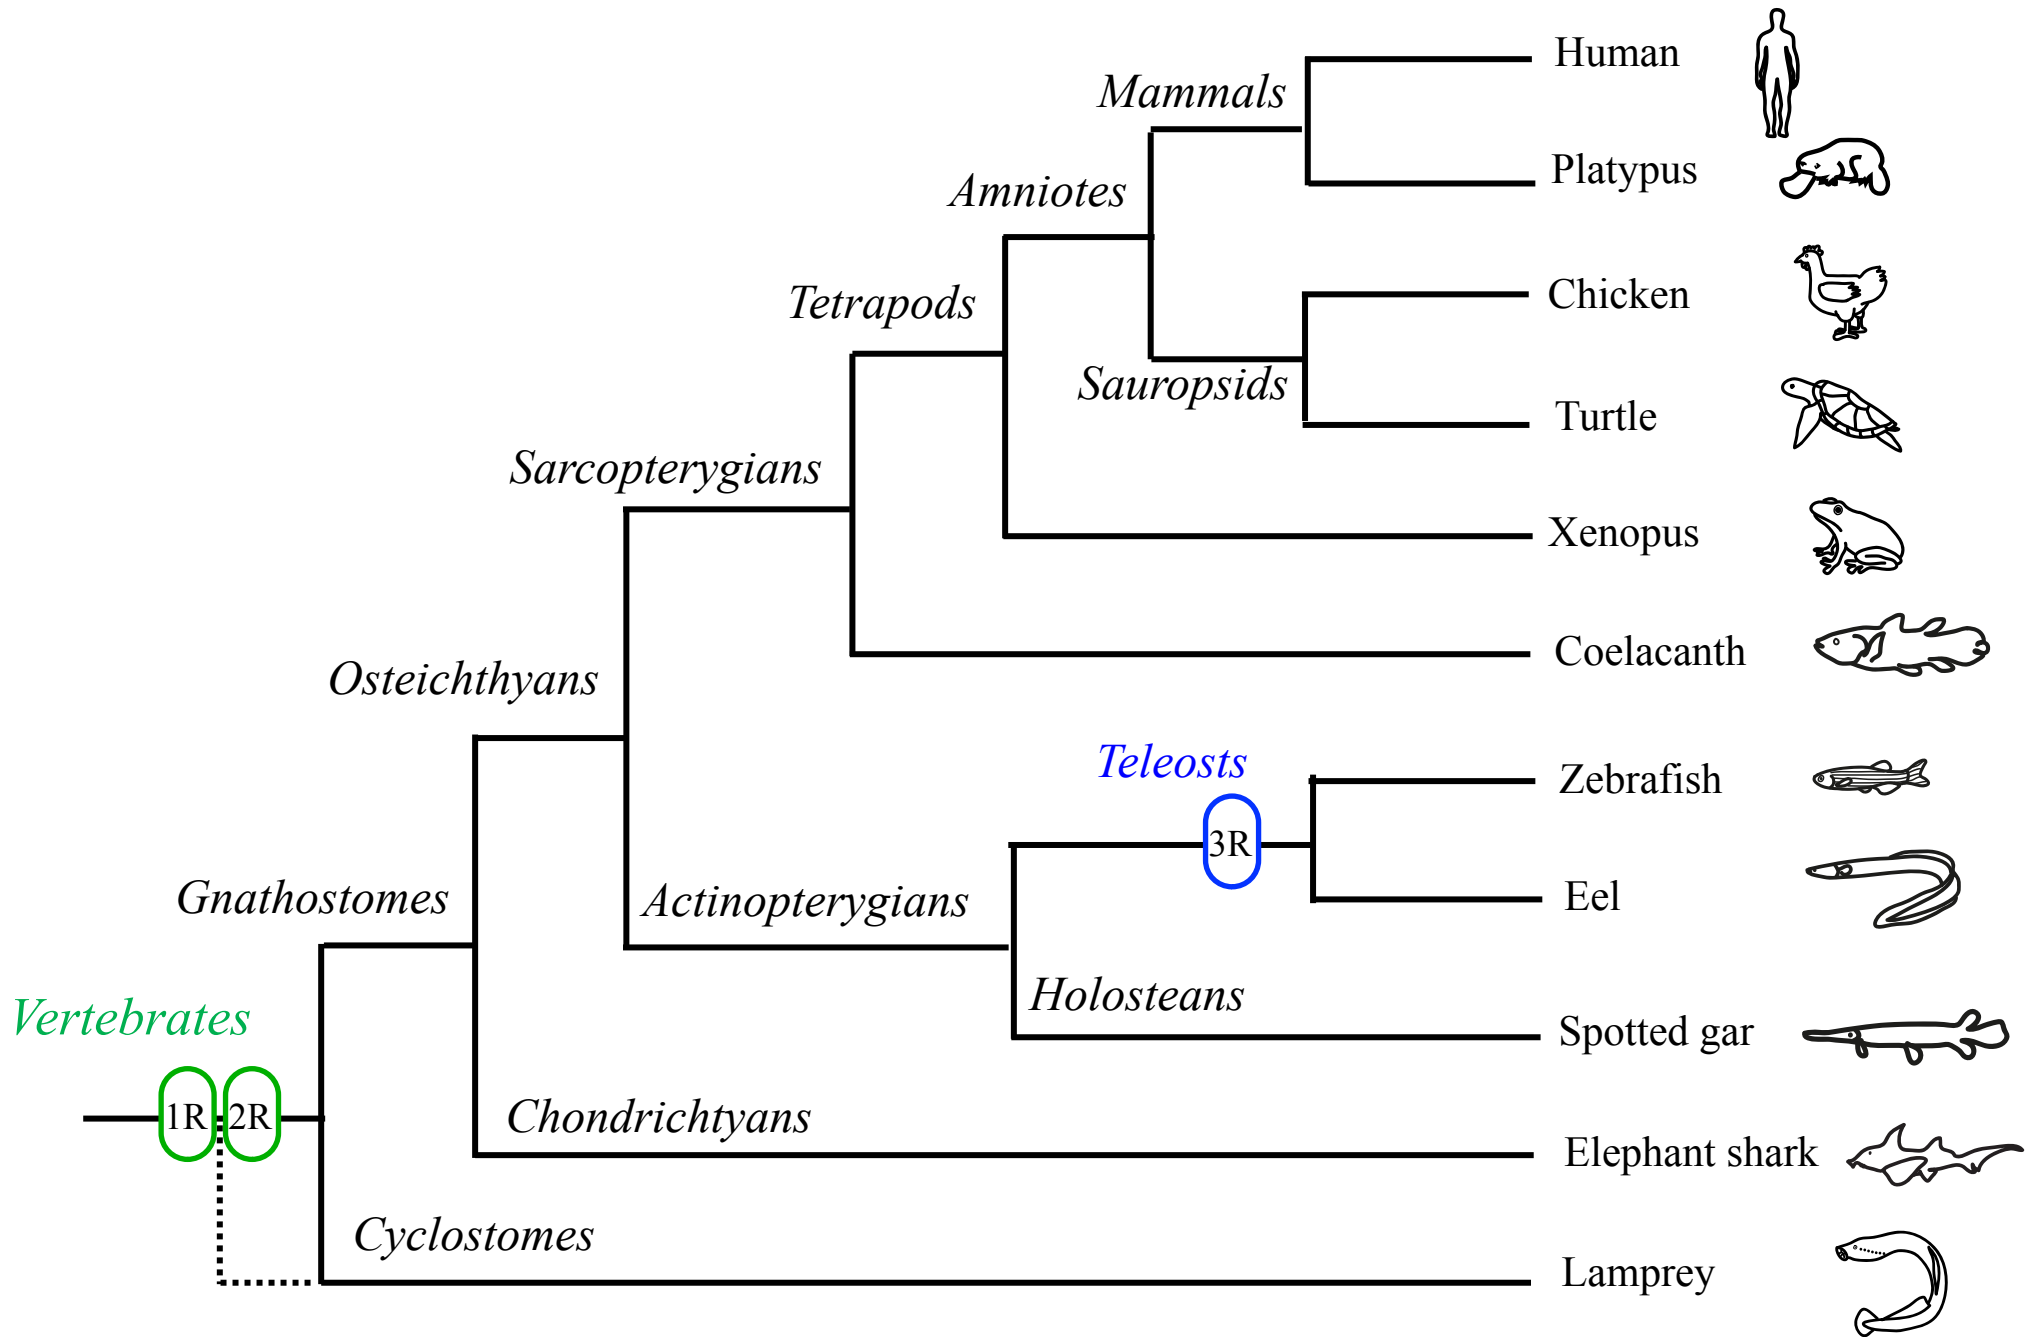 Human
Mammals
Platypus
Amniotes
Chicken
Tetrapods
Sauropsids
Turtle
Sarcopterygians
Xenopus
Coelacanth
Osteichthyans
Teleosts
Zebrafish
3R
Gnathostomes
Actinopterygians
Eel
Holosteans
Vertebrates
Spotted gar
1R
2R
Chondrichtyans
Elephant shark
Cyclostomes
Lamprey